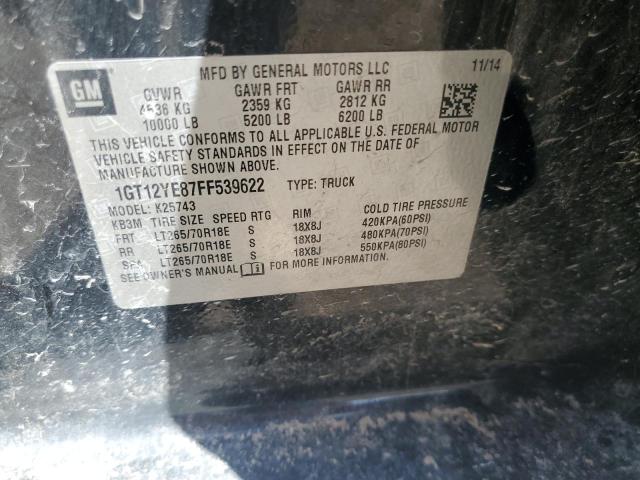 GM
MFD BY GENERAL MOTORS LLC 11/14
GVWR GAWR FRT GAWR RR
4536 KG 2359 KG 2812 KG
10000 LB 5200 LB 6200 LB
THIS VEHICLE CONFORMS TO ALL APPLICABLE U.S. FEDERAL MOTOR
VEHICLE SAFETY STANDARDS IN EFFECT ON THE DATE OF
MANUFACTURE SHOWN ABOVE.
1GT12YE87FF539622 TYPE: TRUCK
MODEL: K25743
KB3M TIRE SIZE SPEED RTG RIM COLD TIRE PRESSURE
FRT LT265/70R18E S 18X8J 420KPA(60PSI)
RR LT265/70R18E S 18X8J 480KPA(70PSI)
SPA LT265/70R18E S 18X8J 550KPA(80PSI)
SEE OWNER'S MANUAL FOR MORE INFORMATION.